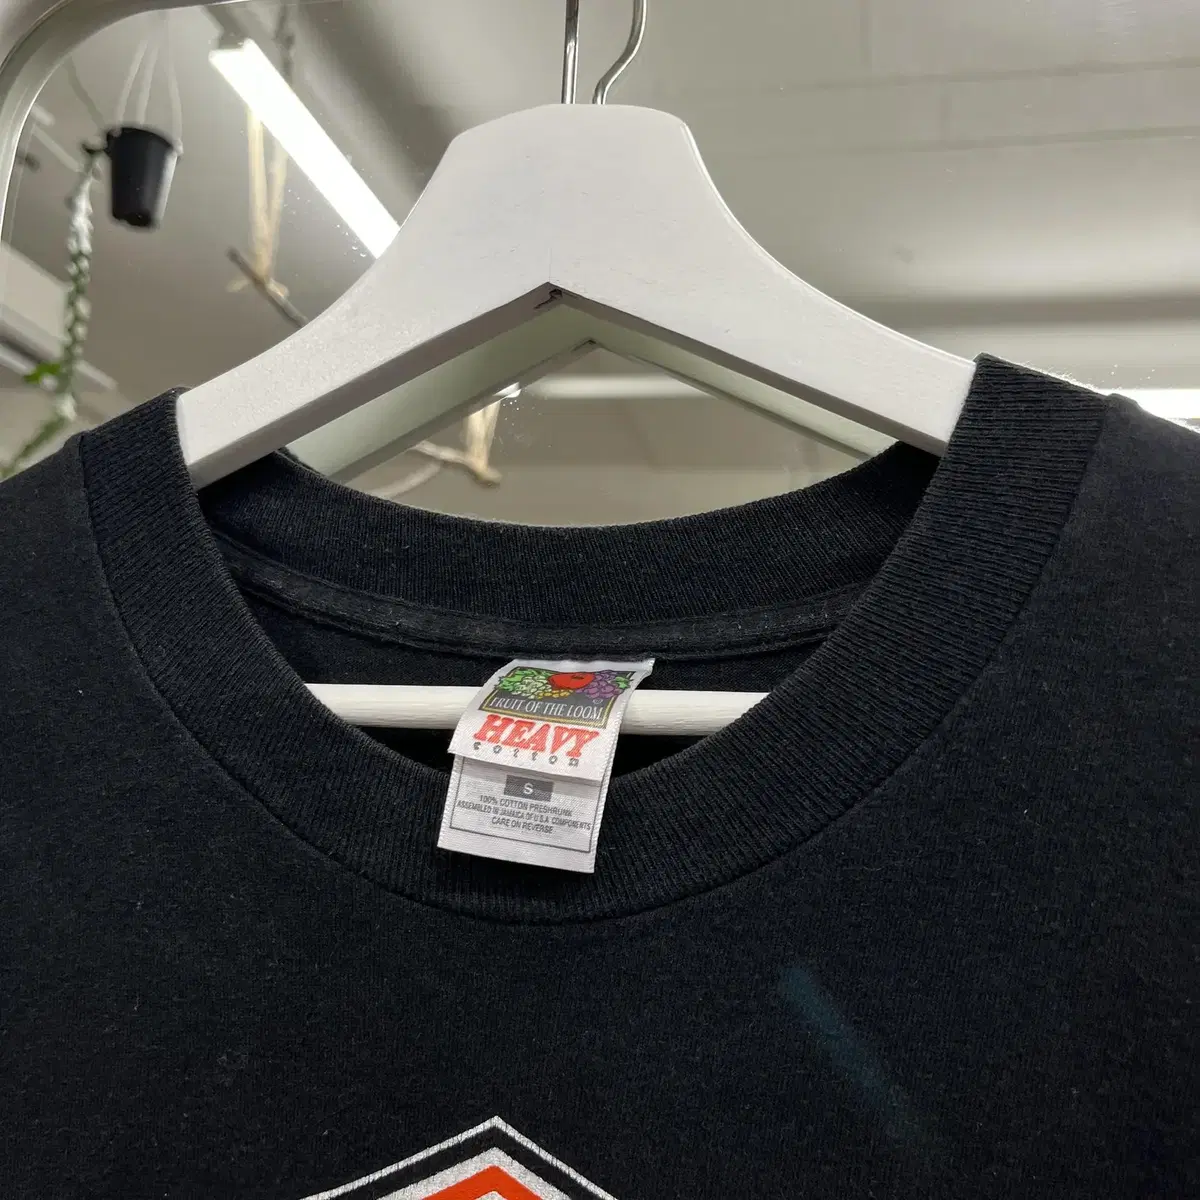 FRUIT OF THE LOOM
HEAVY
cotton
S
100% COTTON PRESHRUNK
ASSEMBLED IN JAMAICA OF U.S.A. COMPONENTS
CARE ON REVERSE